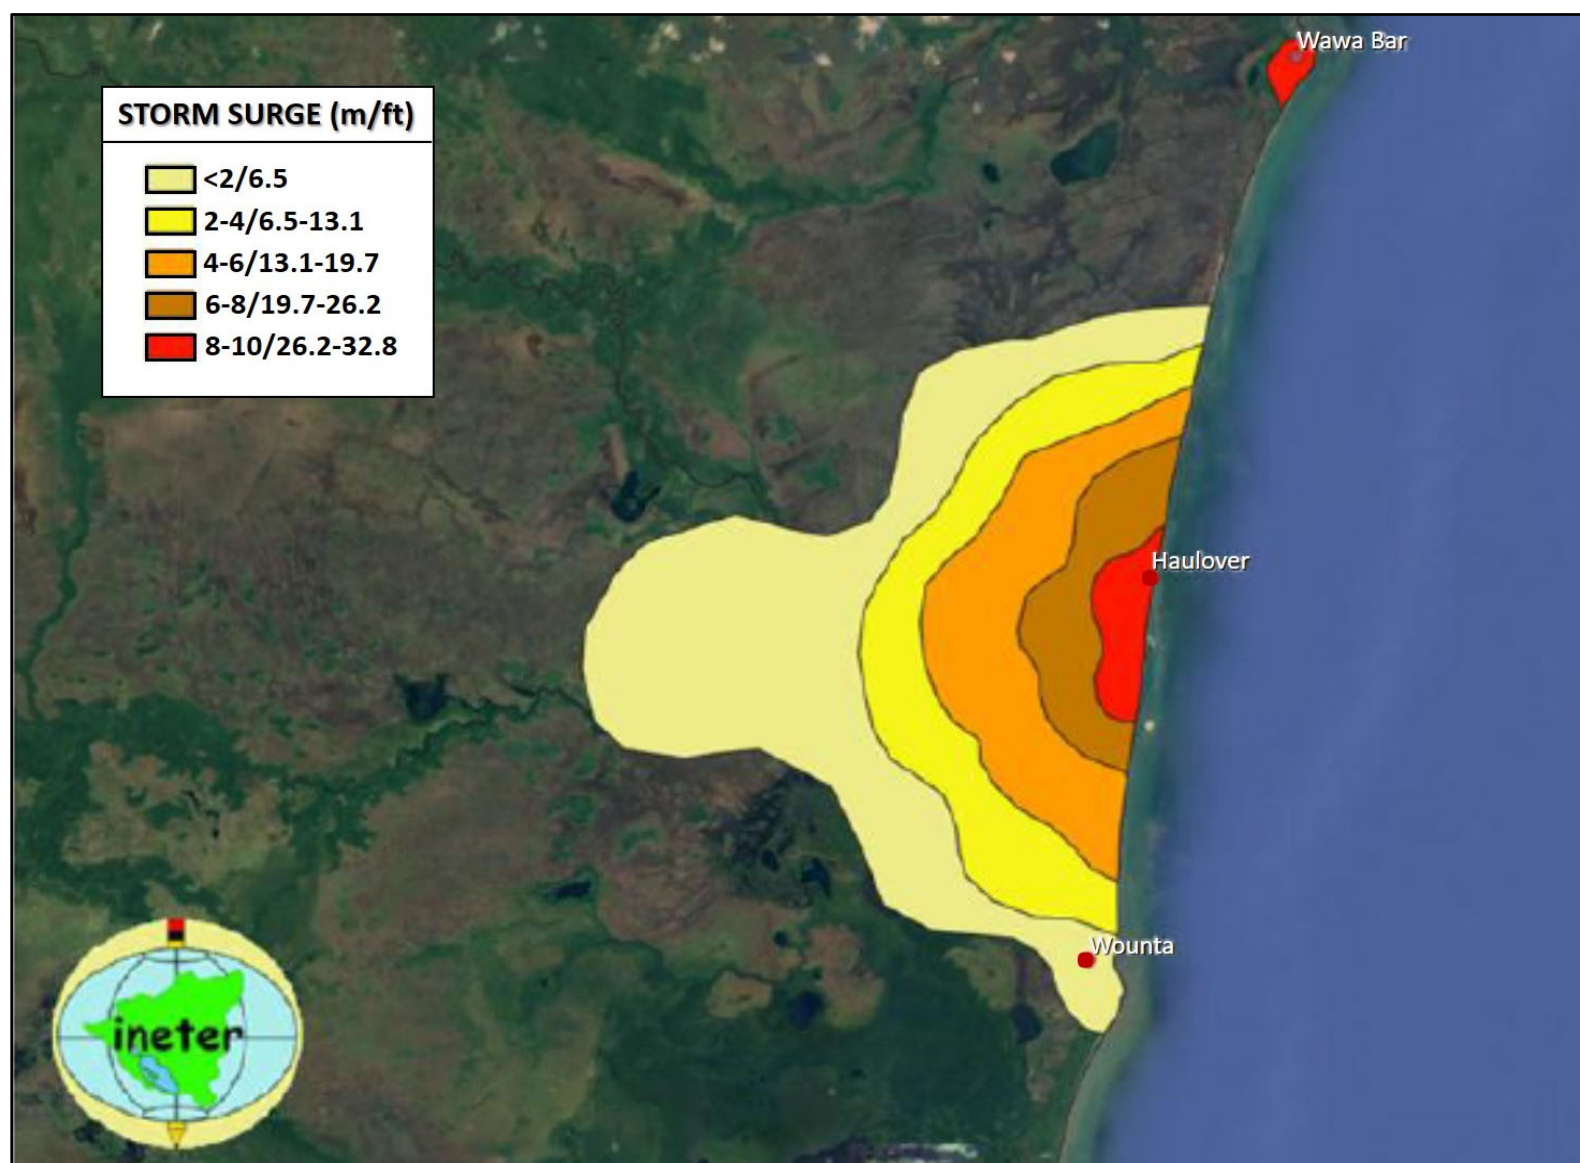 Wawa Bar
STORM SURGE (m/ft)
<2/6.5
2-4/6.5-13.1
4-6/13.1-19.7
6-8/19.7-26.2
8-10/26.2-32.8
Haulover
Wounta
ineter